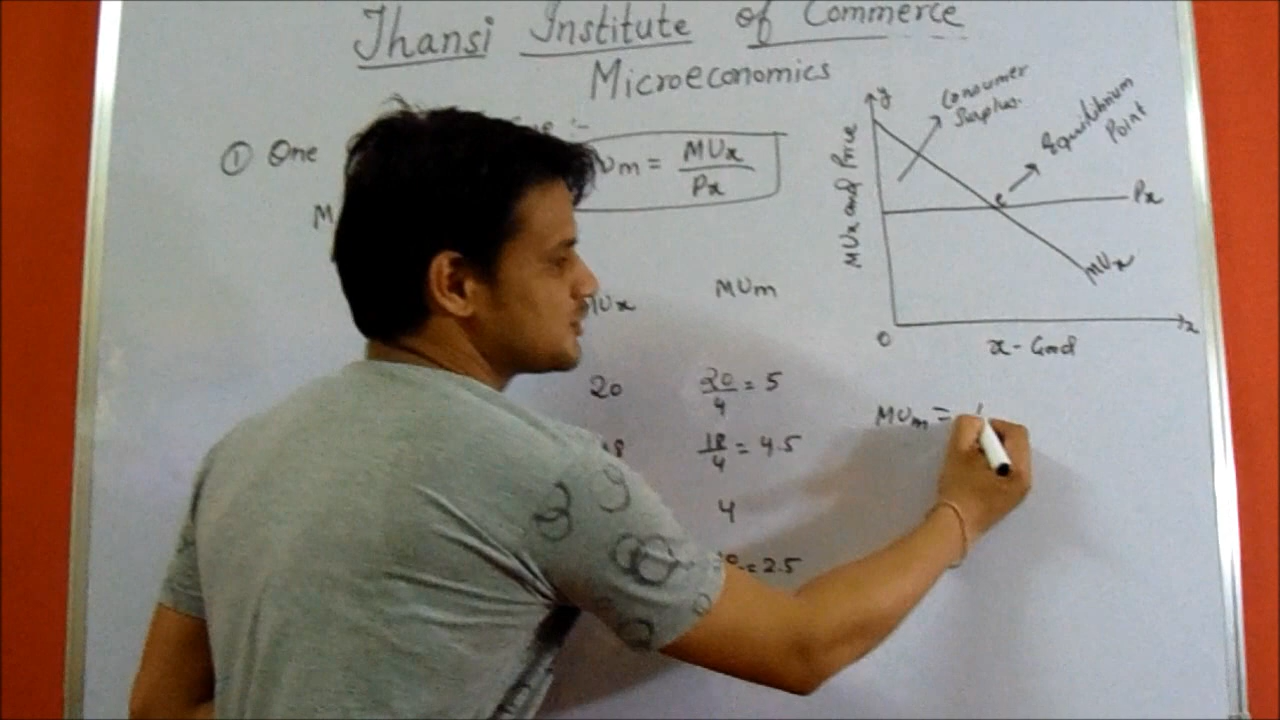 Jhansi Institute of Commerce
Microeconomics
① One
MUm = MUx / Px
M
MUx MUm
20 20/4 = 5
18 18/4 = 4.5
4
= 2.5
y
Consumer
Surplus.
Equilibrium
Point
MUx and Price
e
Px
MUx
O
x
x - Good
MUm =